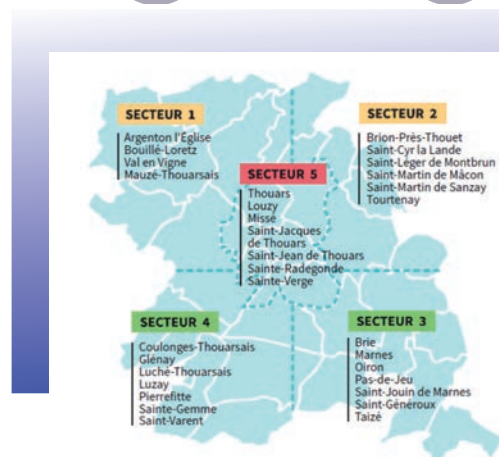 SECTEUR 1
Argenton l'Église
Bouillé-Loretz
Val en Vigne
Mauzé-Thouarsais
SECTEUR 2
Brion-Près-Thouet
Saint-Cyr la Lande
Saint-Léger de Montbrun
Saint-Martin de Mâcon
Saint-Martin de Sanzay
Tourtenay
SECTEUR 5
Thouars
Louzy
Missé
Saint-Jacques
de Thouars
Saint-Jean de Thouars
Sainte-Radegonde
Sainte-Verge
SECTEUR 4
Coulonges-Thouarsais
Glénay
Luché-Thouarsais
Luzay
Pierrefitte
Sainte-Gemme
Saint-Varent
SECTEUR 3
Brie
Marnes
Oiron
Pas-de-Jeu
Saint-Jouin de Marnes
Saint-Généroux
Taizé